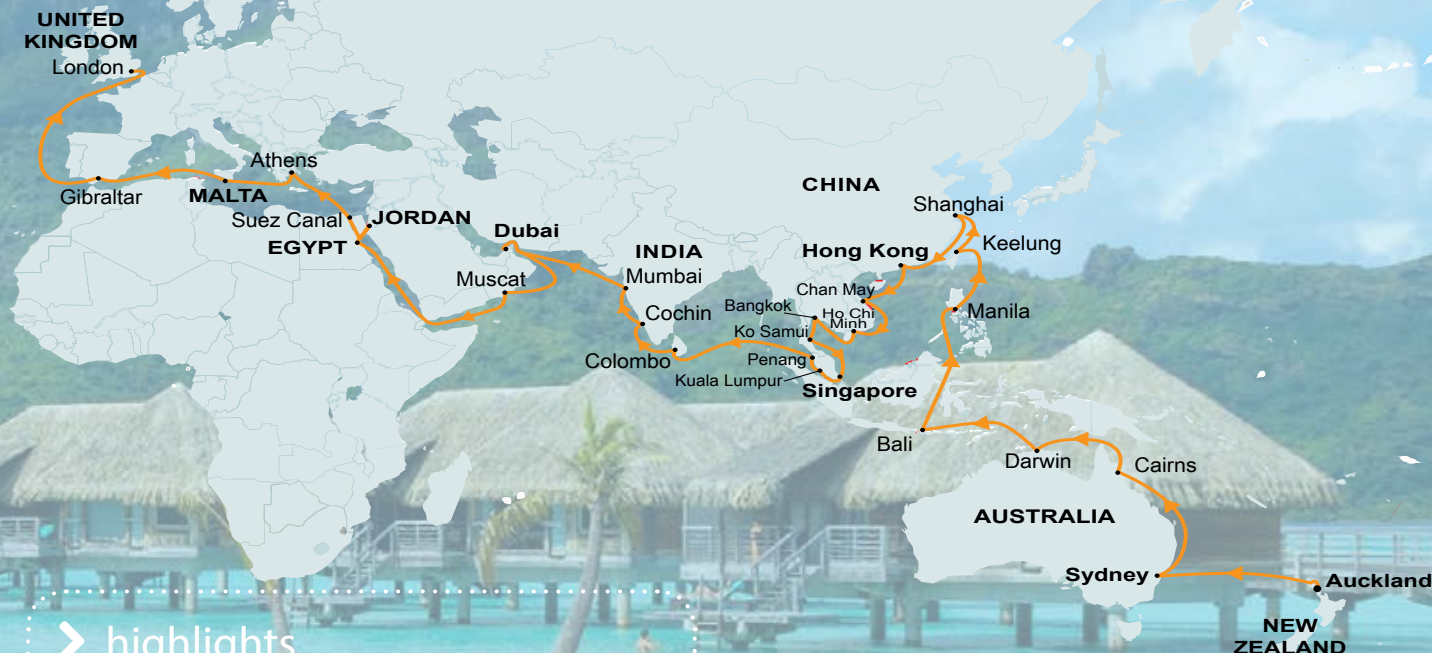 UNITED
KINGDOM
London
Athens
Gibraltar
MALTA
Suez Canal
JORDAN
EGYPT
Dubai
Muscat
INDIA
Mumbai
Cochin
Colombo
CHINA
Shanghai
Keelung
Hong Kong
Chan May
Bangkok
Ho Chi
Minh
Manila
Ko Samui
Penang
Kuala Lumpur
Singapore
Bali
Darwin
Cairns
AUSTRALIA
Sydney
Auckland
NEW
ZEALAND
highlights